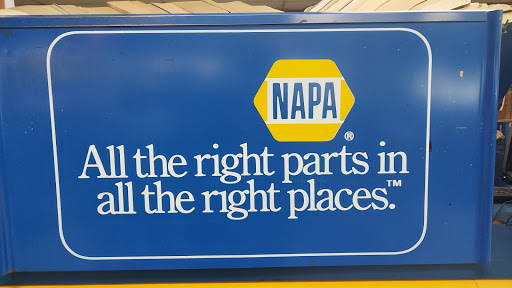 NAPA
®
All the right parts in
all the right places.™